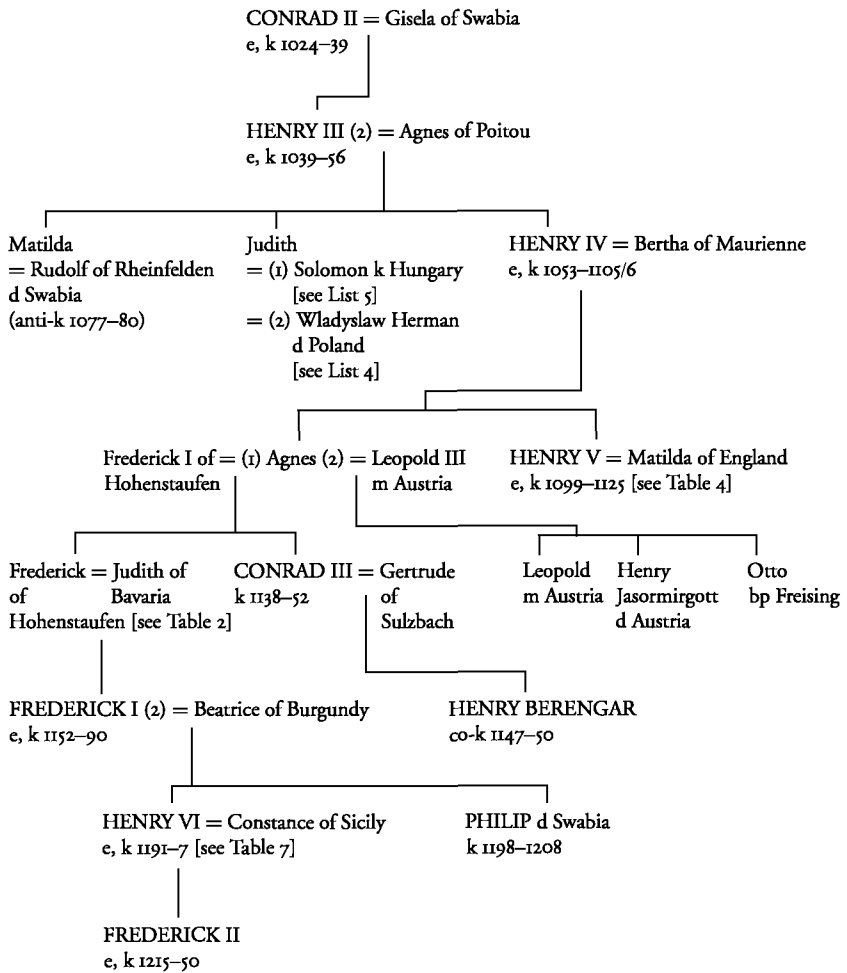 CONRAD II = Gisela of Swabia
e, k 1024–39
HENRY III (2) = Agnes of Poitou
e, k 1039–56
Matilda
= Rudolf of Rheinfelden
d Swabia
(anti-k 1077–80)
Judith
= (1) Solomon k Hungary
[see List 5]
= (2) Wladyslaw Herman
d Poland
[see List 4]
HENRY IV = Bertha of Maurienne
e, k 1053–1105/6
Frederick I of = (1) Agnes (2) = Leopold III
Hohenstaufen
m Austria
HENRY V = Matilda of England
e, k 1099–1125 [see Table 4]
Frederick = Judith of
of Bavaria
Hohenstaufen [see Table 2]
CONRAD III = Gertrude
k 1138–52 of
Sulzbach
Leopold
m Austria
Henry
Jasormirgott
d Austria
Otto
bp Freising
FREDERICK I (2) = Beatrice of Burgundy
e, k 1152–90
HENRY BERENGAR
co-k 1147–50
HENRY VI = Constance of Sicily
e, k 1191–7 [see Table 7]
PHILIP d Swabia
k 1198–1208
FREDERICK II
e, k 1215–50